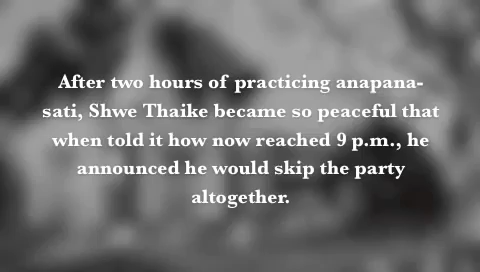 After two hours of practicing anapana-
sati, Shwe Thaike became so peaceful that
when told it how now reached 9 p.m., he
announced he would skip the party
altogether.